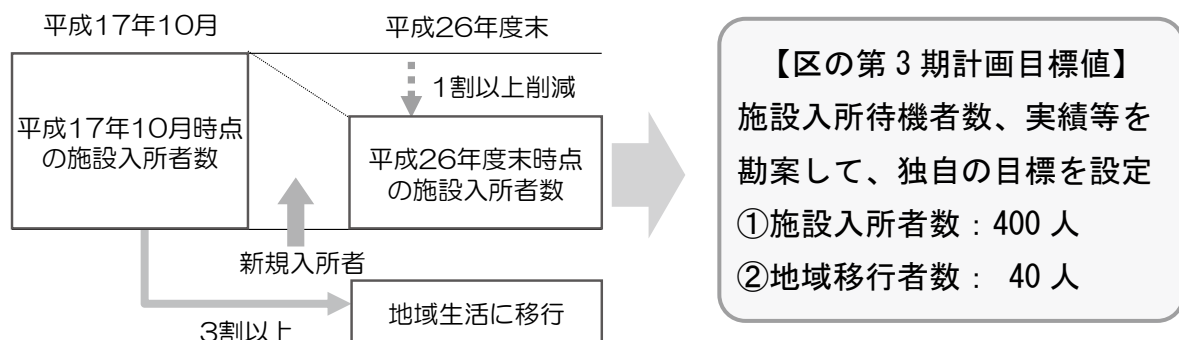 平成17年10月
平成26年度末
1割以上削減
平成17年10月時点
の施設入所者数
平成26年度末時点
の施設入所者数
新規入所者
地域生活に移行
3割以上
【区の第３期計画目標値】
施設入所待機者数、実績等を
勘案して、独自の目標を設定
①施設入所者数：400 人
②地域移行者数： 40 人